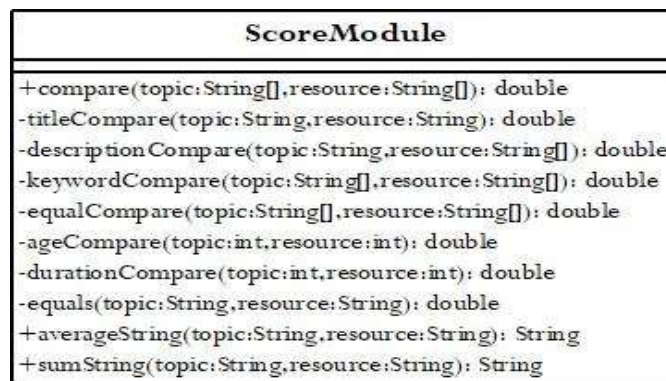 ScoreModule
+compare(topic:String[],resource:String[]): double
-titleCompare(topic:String,resource:String): double
-descriptionCompare(topic:String,resource:String[]): double
-keywordCompare(topic:String[],resource:String[]): double
-equalCompare(topic:String[],resource:String[]): double
-ageCompare(topic:int,resource:int): double
-durationCompare(topic:int,resource:int): double
-equals(topic:String,resource:String): double
+averageString(topic:String,resource:String): String
+sumString(topic:String,resource:String): String